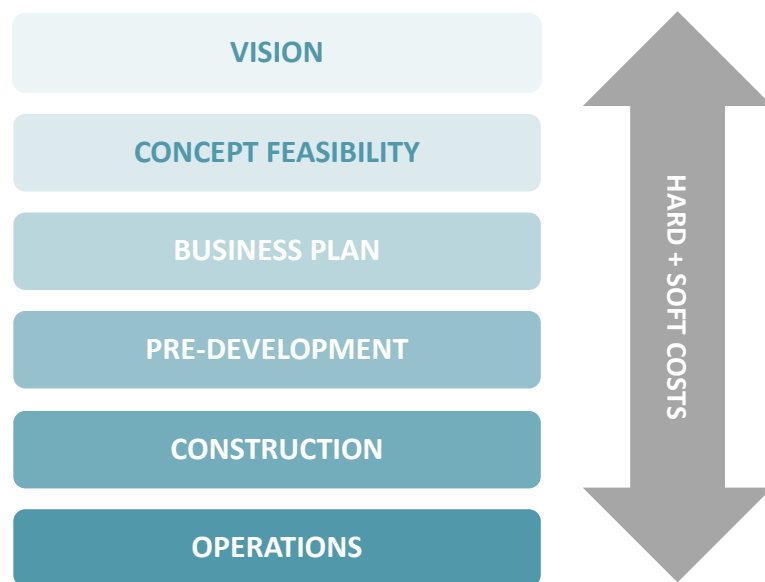 VISION
CONCEPT FEASIBILITY
BUSINESS PLAN
PRE-DEVELOPMENT
CONSTRUCTION
OPERATIONS
HARD + SOFT COSTS